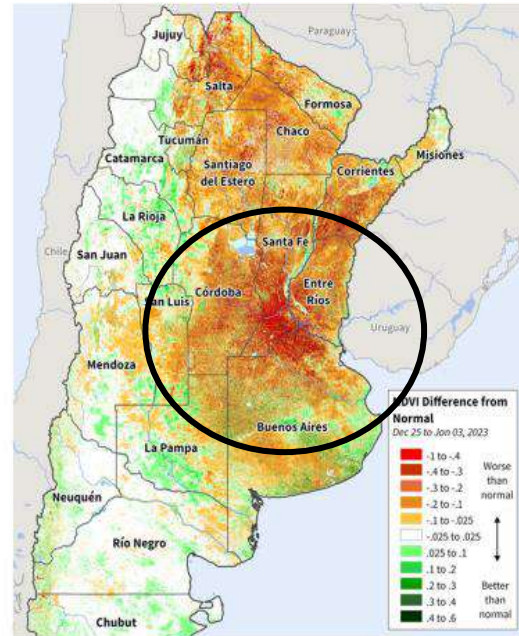 Jujuy
Paraguay
Salta
Formosa
Chaco
Tucumán
Misiones
Santiago
del Estero
Corrientes
Catamarca
La Rioja
Santa Fe
Chile
San Juan
Entre
Ríos
San Luis
Córdoba
Uruguay
Mendoza
NDVI Difference from
Normal
Dec 25 to Jan 03, 2023
Buenos Aires
-1 to -.4
-.4 to -.3
Worse
than
normal
-.3 to -.2
La Pampa
-.2 to -.1
-.1 to -.025
Neuquén
-.025 to .025
.025 to .1
.1 to .2
Río Negro
.2 to .3
Better
than
normal
.3 to .4
.4 to .6
Chubut